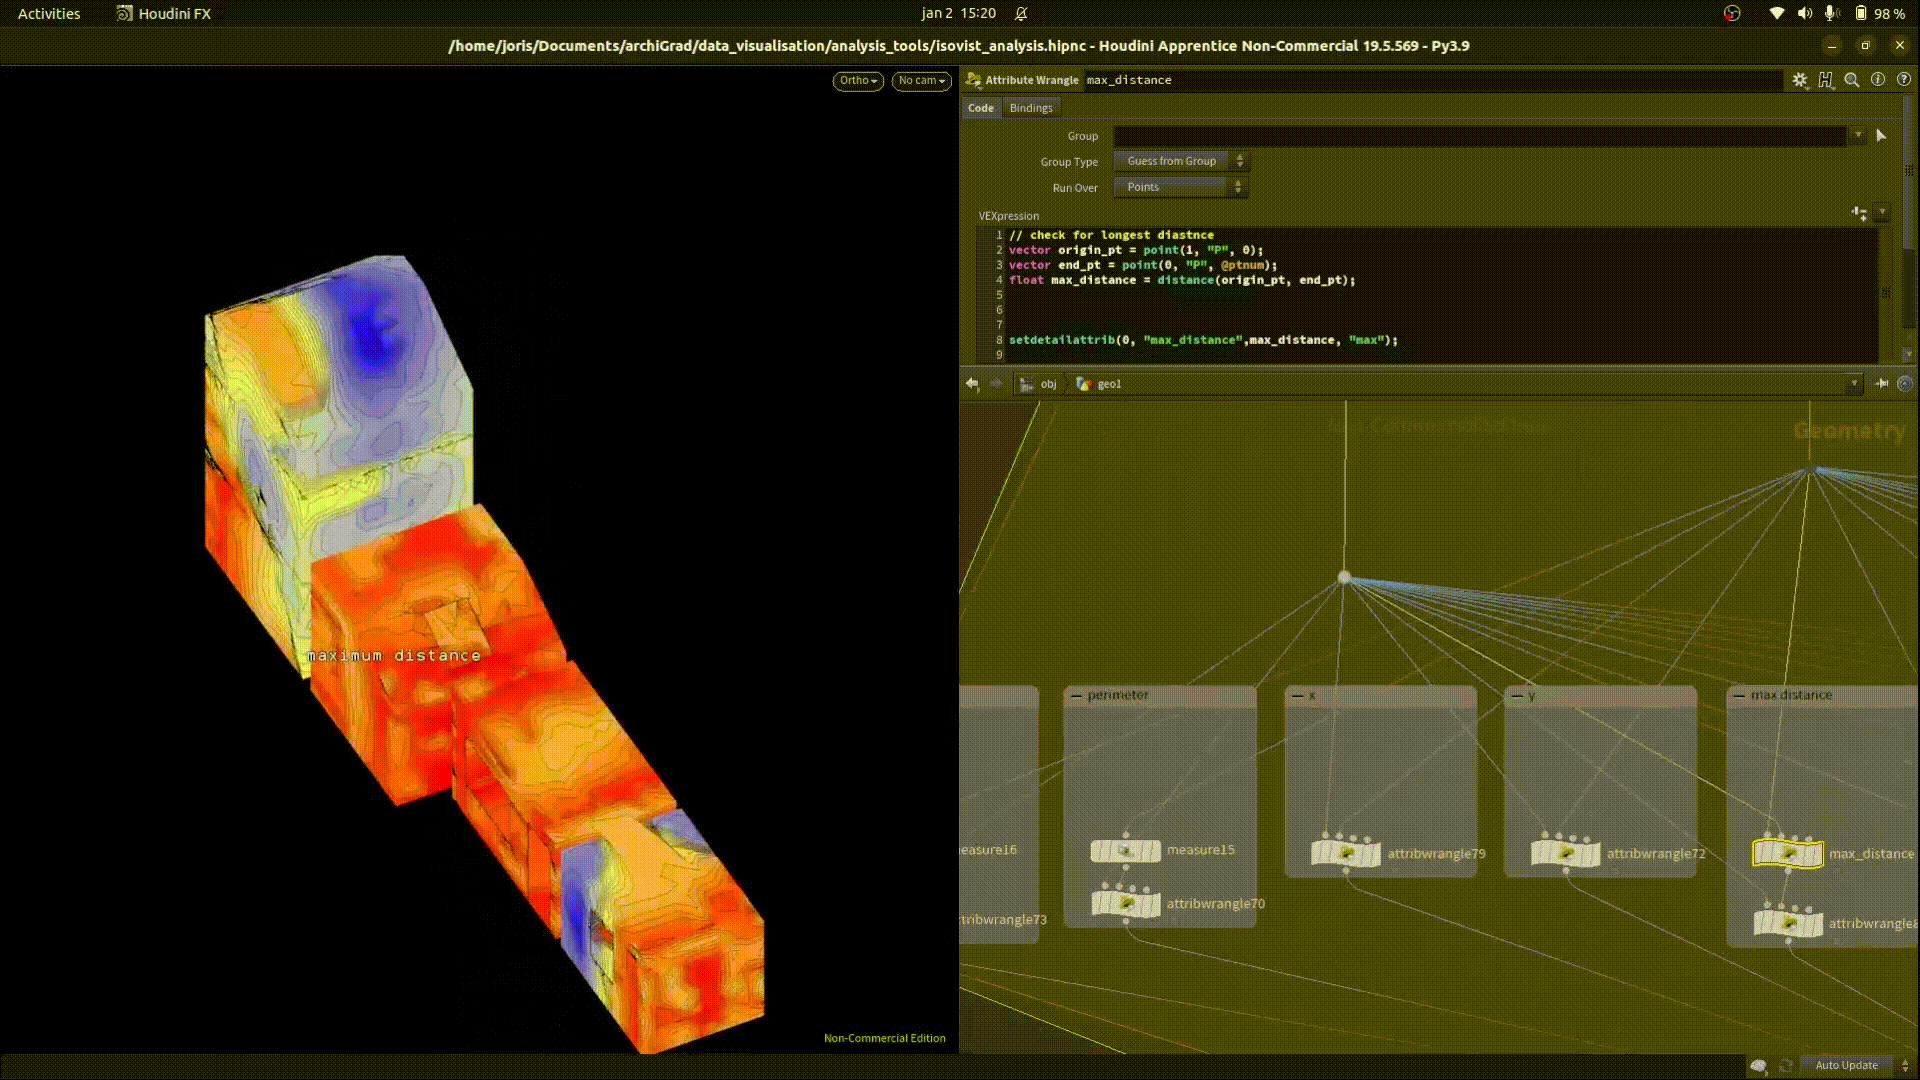 Activities
Houdini FX
jan 2 15:20
98 %
/home/joris/Documents/archiGrad/data_visualisation/analysis_tools/isovist_analysis.hipnc - Houdini Apprentice Non-Commercial 19.5.569 - Py3.9
Ortho
No cam
maximum distance
Non-Commercial Edition
Attribute Wrangle max_distance
Code Bindings
Group
Group Type Guess from Group
Run Over Points
VEXpression
1 // check for longest diastnce
2 vector origin_pt = point(1, "P", 0);
3 vector end_pt = point(0, "P", @ptnum);
4 float max_distance = distance(origin_pt, end_pt);
5
6
7
8 setdetailattrib(0, "max_distance",max_distance, "max");
9
obj geo1
Geometry
perimeter
x
y
max distance
easure16
measure15
attribwrangle79
attribwrangle72
max_distance
attribwrangle70
ttribwrangle73
attribwrangle
Auto Update